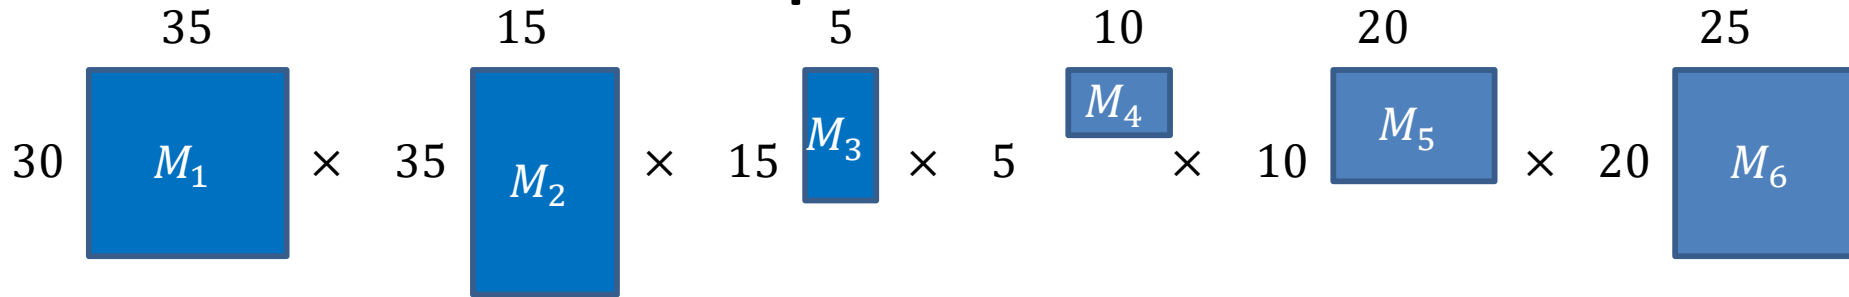 35 15 5 10 20 25
30 M₁ × 35 M₂ × 15 M₃ × 5 M₄ × 10 M₅ × 20 M₆